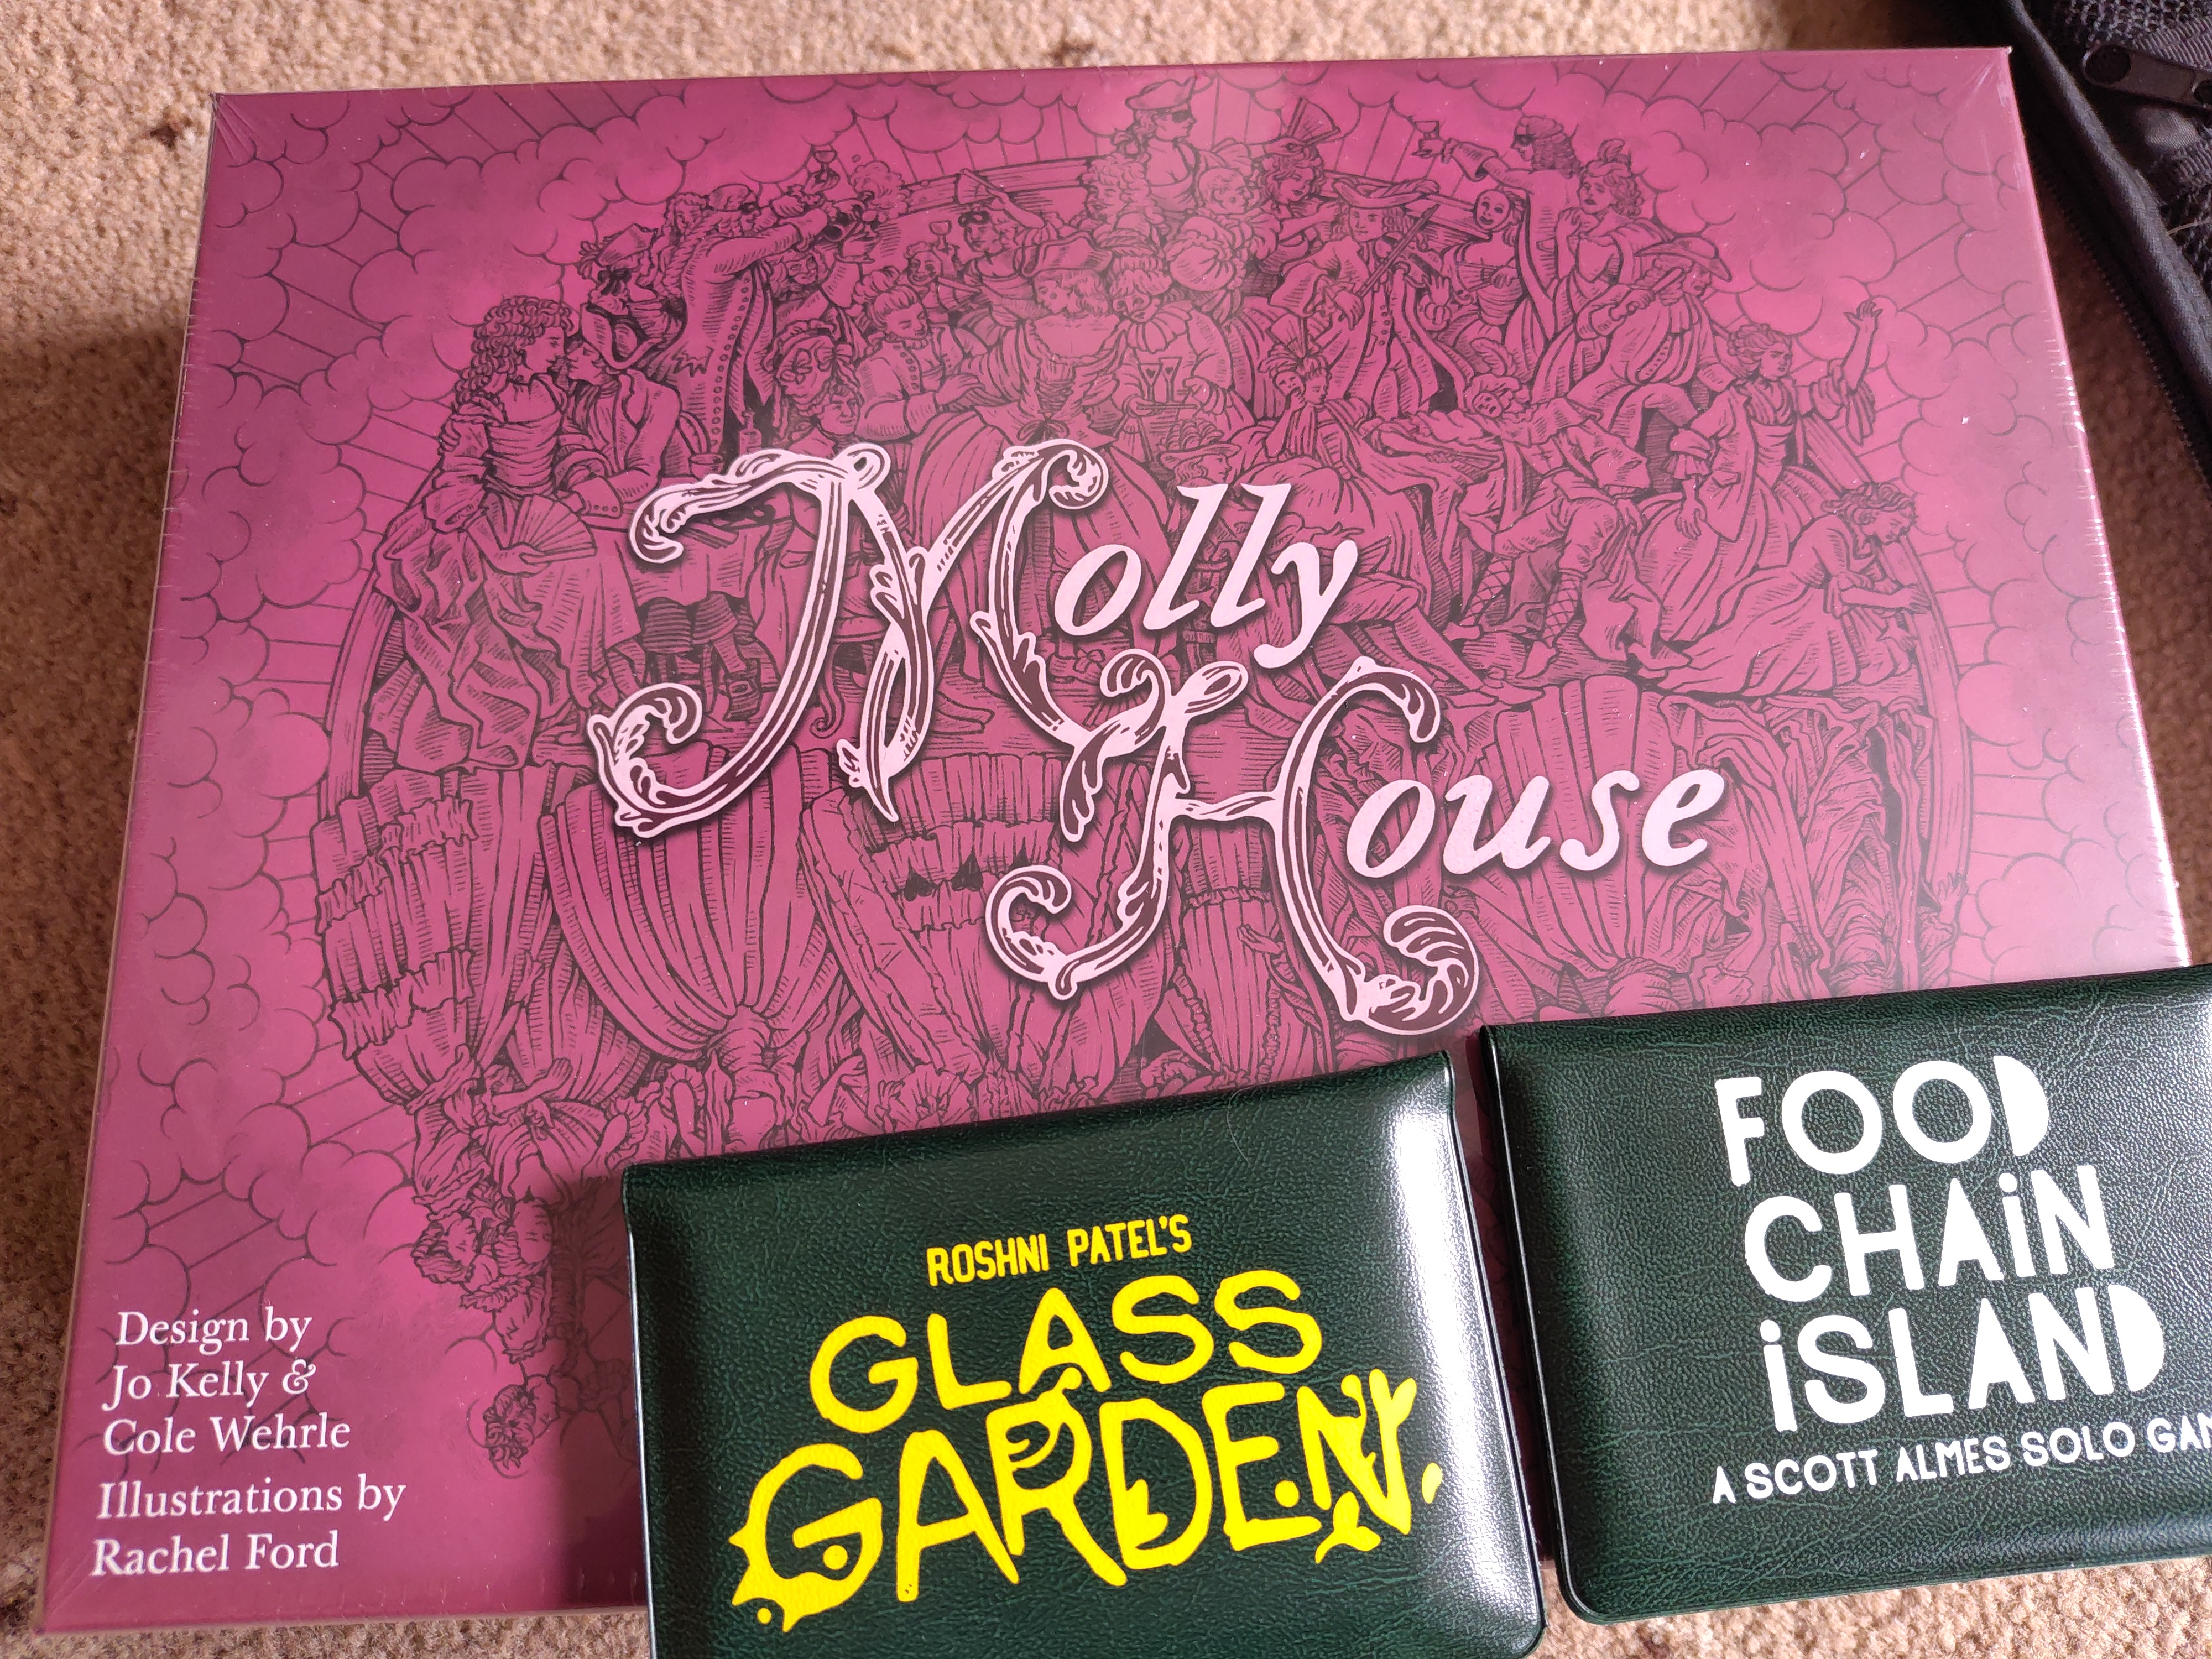 Molly
House
Design by
Jo Kelly &
Cole Wehrle
Illustrations by
Rachel Ford
ROSHNI PATEL'S
GLASS
GARDEN
FOOD
CHAiN
iSLAND
A SCOTT ALMES SOLO